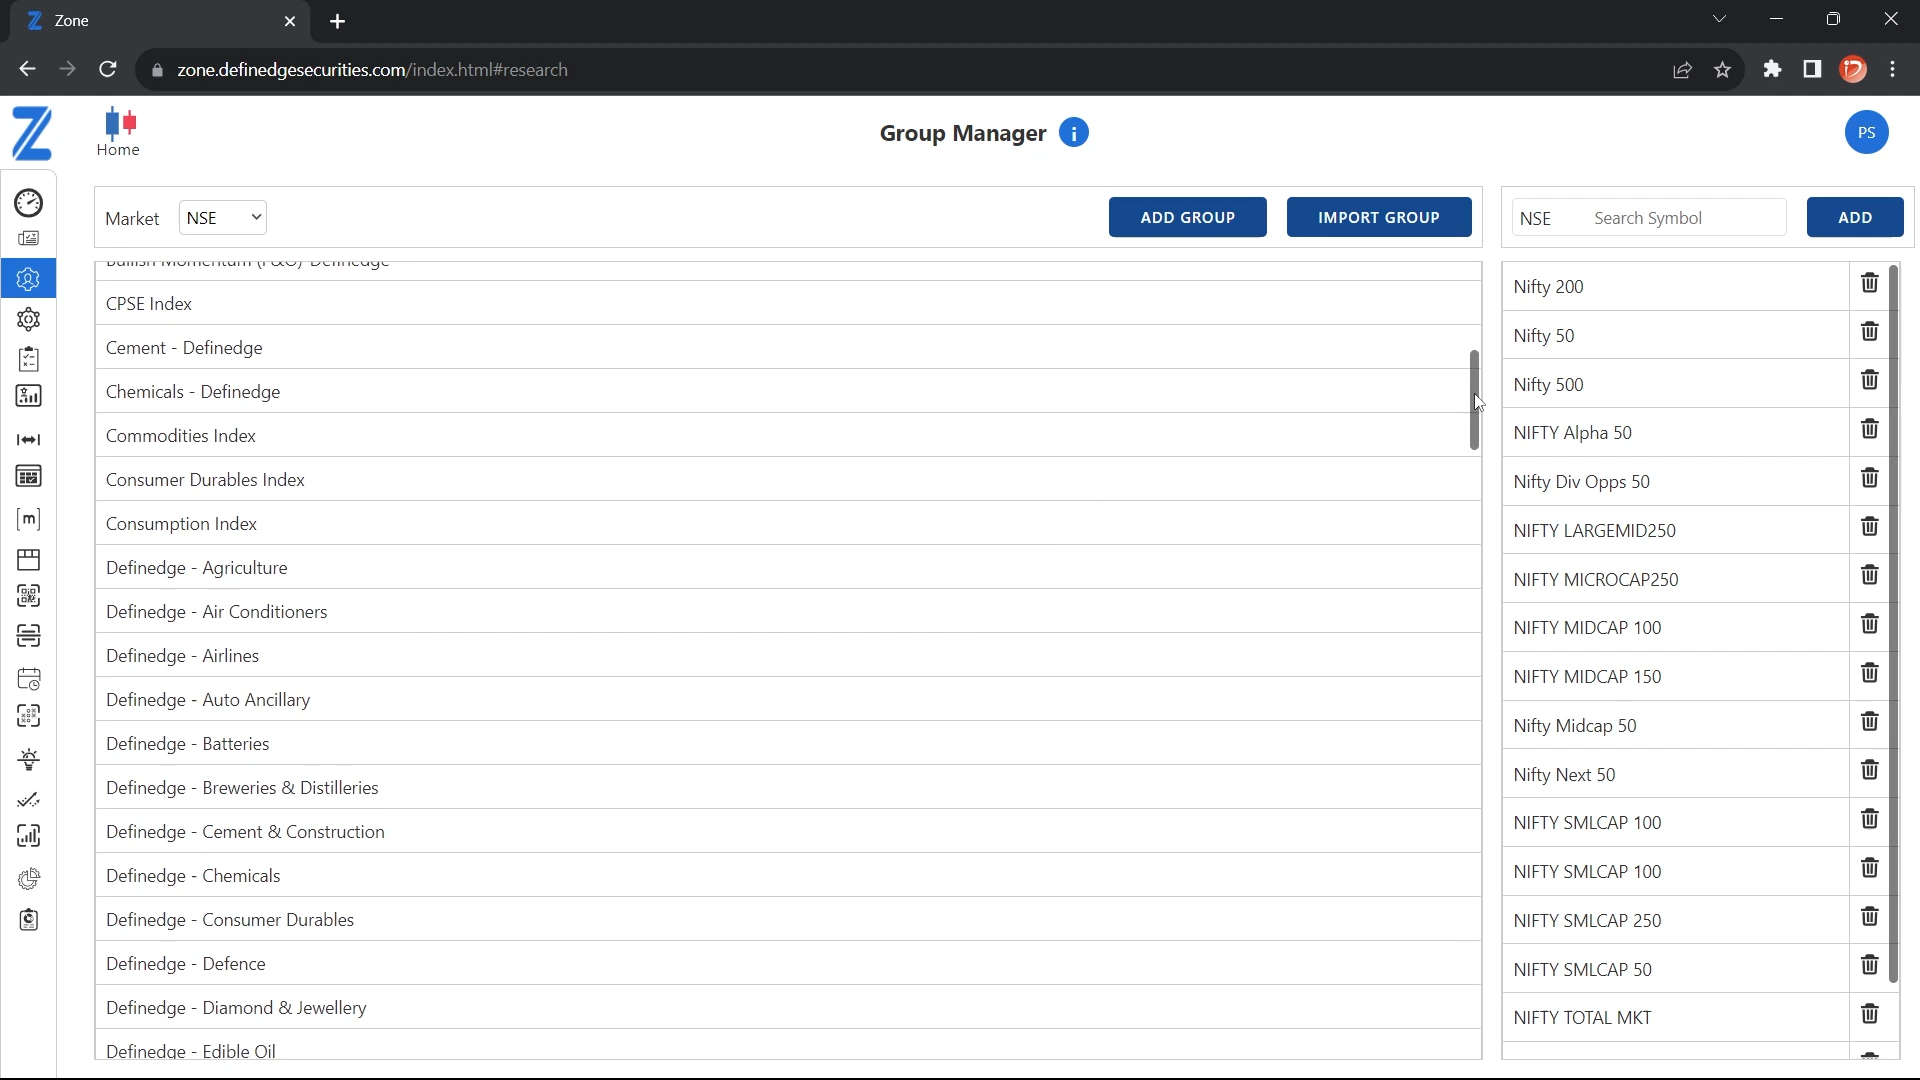 Zone
zone.definedgesecurities.com/index.html#research
Home
Group Manager
PS
Market NSE
ADD GROUP
IMPORT GROUP
NSE Search Symbol
ADD
Bullish Momentum (F&O) Definedge
CPSE Index
Cement - Definedge
Chemicals - Definedge
Commodities Index
Consumer Durables Index
Consumption Index
Definedge - Agriculture
Definedge - Air Conditioners
Definedge - Airlines
Definedge - Auto Ancillary
Definedge - Batteries
Definedge - Breweries & Distilleries
Definedge - Cement & Construction
Definedge - Chemicals
Definedge - Consumer Durables
Definedge - Defence
Definedge - Diamond & Jewellery
Definedge - Edible Oil
Nifty 200
Nifty 50
Nifty 500
NIFTY Alpha 50
Nifty Div Opps 50
NIFTY LARGEMID250
NIFTY MICROCAP250
NIFTY MIDCAP 100
NIFTY MIDCAP 150
Nifty Midcap 50
Nifty Next 50
NIFTY SMLCAP 100
NIFTY SMLCAP 100
NIFTY SMLCAP 250
NIFTY SMLCAP 50
NIFTY TOTAL MKT